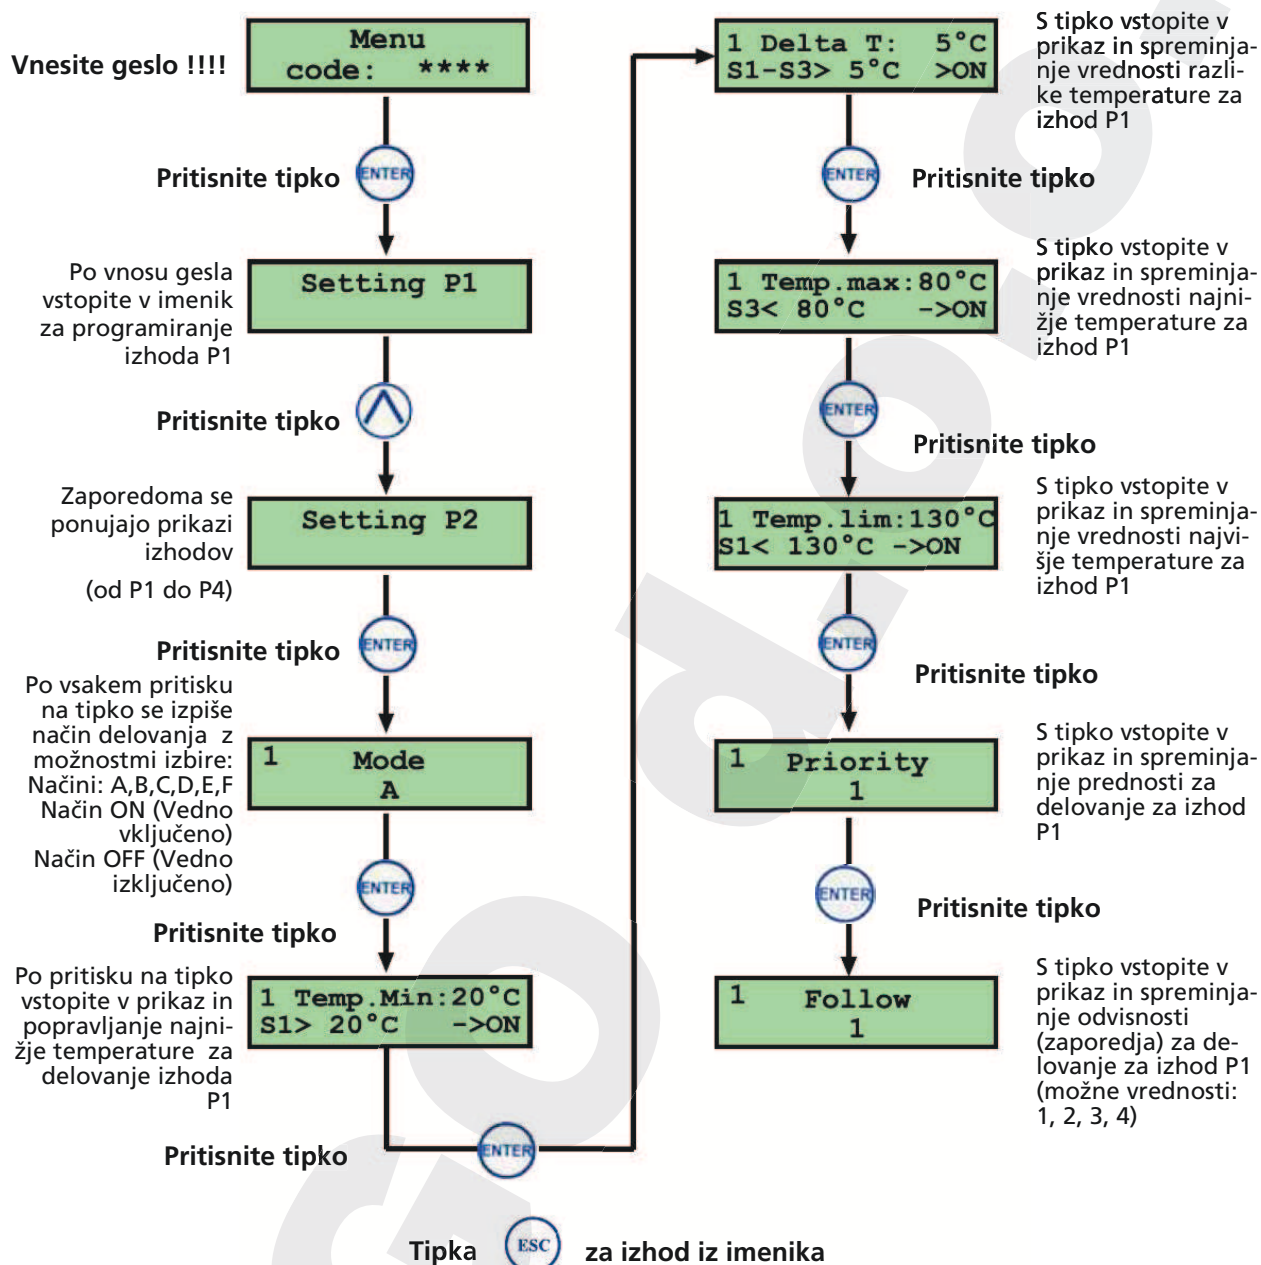 Vnesite geslo !!!!
Menu
code: ****
Pritisnite tipko
ENTER
Po vnosu gesla
vstopite v imenik
za programiranje
izhoda P1
Setting P1
Pritisnite tipko
Zaporedoma se
ponujajo prikazi
izhodov
(od P1 do P4)
Setting P2
Pritisnite tipko
ENTER
Po vsakem pritisku
na tipko se izpiše
način delovanja z
možnostmi izbire:
Načini: A,B,C,D,E,F
Način ON (Vedno
vključeno)
Način OFF (Vedno
izključeno)
1 Mode
A
ENTER
Pritisnite tipko
Po pritisku na tipko
vstopite v prikaz in
popravljanje najni-
žje temperature za
delovanje izhoda
P1
1 Temp.Min:20°C
S1> 20°C ->ON
Pritisnite tipko
ENTER
1 Delta T: 5°C
S1-S3> 5°C >ON
S tipko vstopite v
prikaz in spreminja-
nje vrednosti razli-
ke temperature za
izhod P1
ENTER
Pritisnite tipko
1 Temp.max:80°C
S3< 80°C ->ON
S tipko vstopite v
prikaz in spreminja-
nje vrednosti najni-
žje temperature za
izhod P1
ENTER
Pritisnite tipko
1 Temp.lim:130°C
S1< 130°C ->ON
S tipko vstopite v
prikaz in spreminja-
nje vrednosti najvi-
šje temperature za
izhod P1
ENTER
Pritisnite tipko
1 Priority
1
S tipko vstopite v
prikaz in spreminja-
nje prednosti za
delovanje za izhod
P1
ENTER
Pritisnite tipko
1 Follow
1
S tipko vstopite v
prikaz in spreminja-
nje odvisnosti
(zaporedja) za de-
lovanje za izhod P1
(možne vrednosti:
1, 2, 3, 4)
Tipka ESC za izhod iz imenika